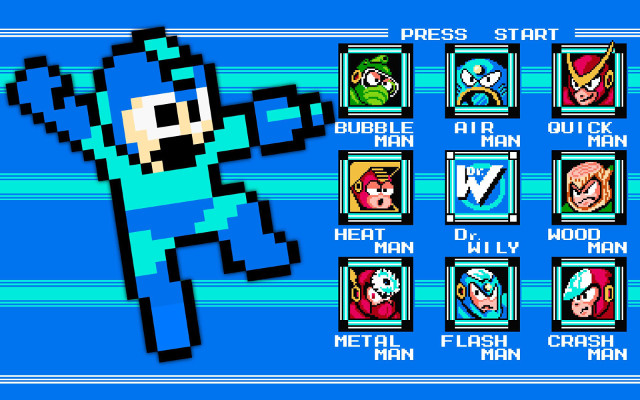 PRESS START
BUBBLE MAN
AIR MAN
QUICK MAN
HEAT MAN
Dr. W
Dr. WILY
WOOD MAN
METAL MAN
FLASH MAN
CRASH MAN